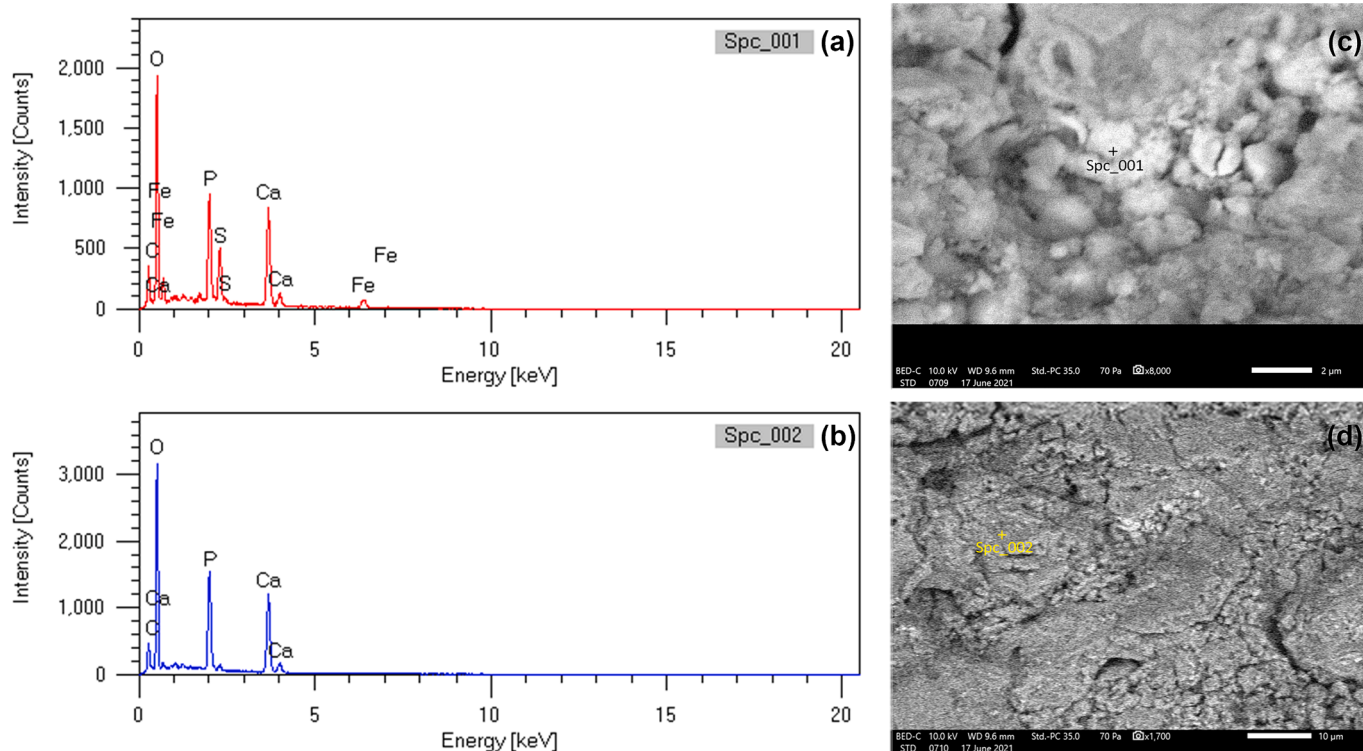 Spc_001 (a)
Intensity [Counts]
2,000
1,500
1,000
500
0
O
Fe
Fe
C
Ca
P
S
S
Ca
Ca
Fe
Fe
0 5 10 15 20
Energy [keV]
(c)
+
Spc_001
BED-C 10.0 kV WD 9.6 mm Std.-PC 35.0 70 Pa x8,000 2 µm
STD 0709 17 June 2021
Spc_002 (b)
Intensity [Counts]
3,000
2,000
1,000
0
O
Ca
C
P
Ca
Ca
0 5 10 15 20
Energy [keV]
(d)
+
Spc_002
BED-C 10.0 kV WD 9.6 mm Std.-PC 35.0 70 Pa x1,700 10 µm
STD 0710 17 June 2021